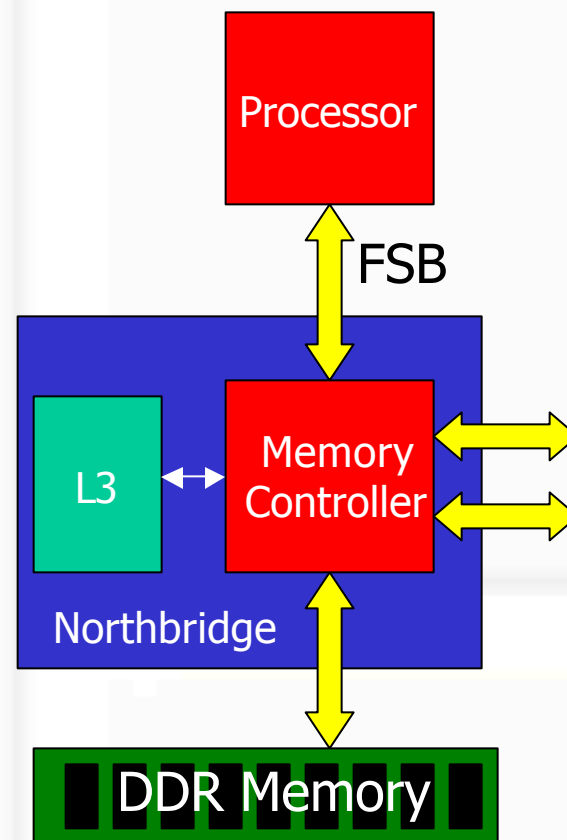 Processor
FSB
Memory
Controller
L3
Northbridge
DDR Memory